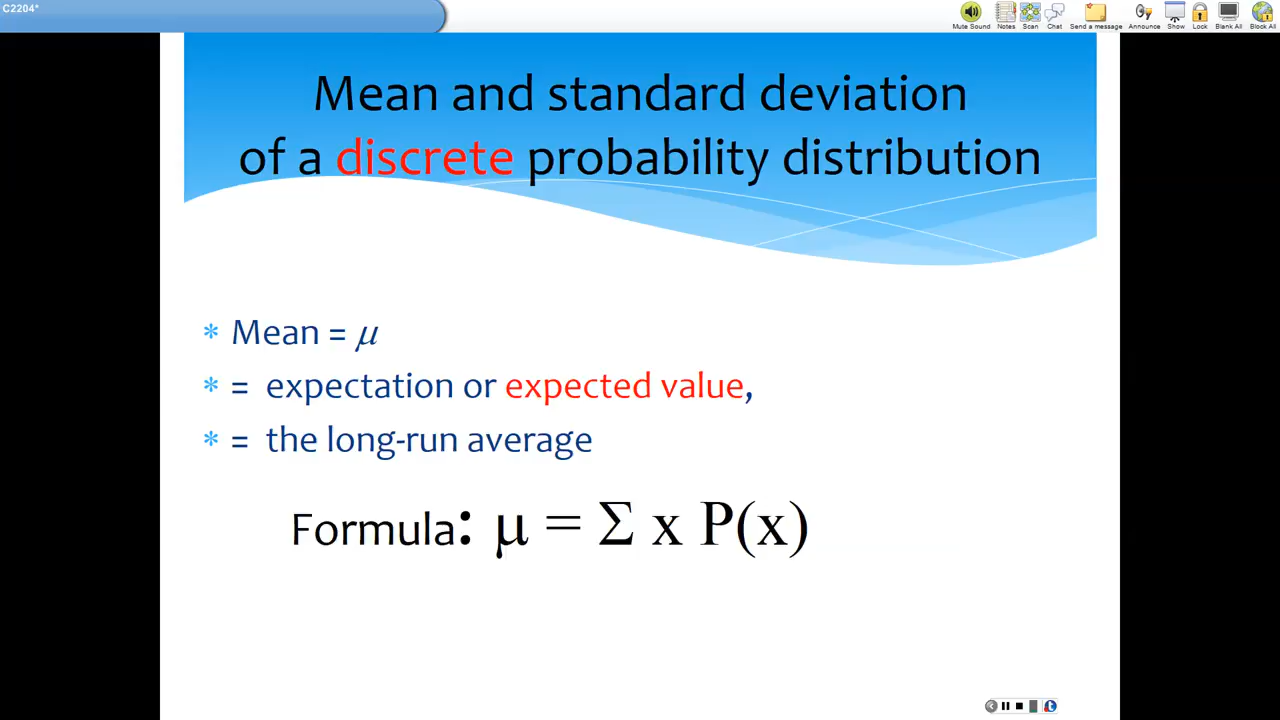 C2204*
Mute Sound Notes Scan Chat Send a message Announce Show Lock Blank All Block All
Mean and standard deviation
of a discrete probability distribution
* Mean = μ
* = expectation or expected value,
* = the long-run average
Formula: μ = Σ x P(x)